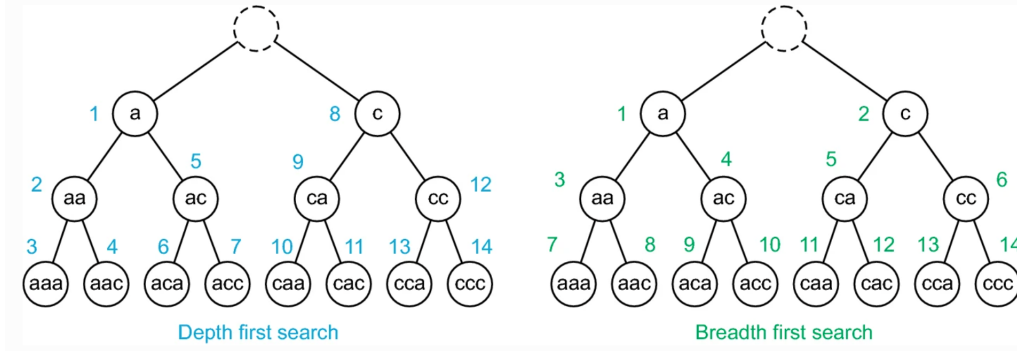 1 a 8 c 1 a 2 c
5 9 4 5
2 aa ac ca cc 12 3 aa ac ca cc 6
3 4 6 7 10 11 13 14 7 8 9 10 11 12 13 14
aaa aac aca acc caa cac cca ccc aaa aac aca acc caa cac cca ccc
Depth first search Breadth first search